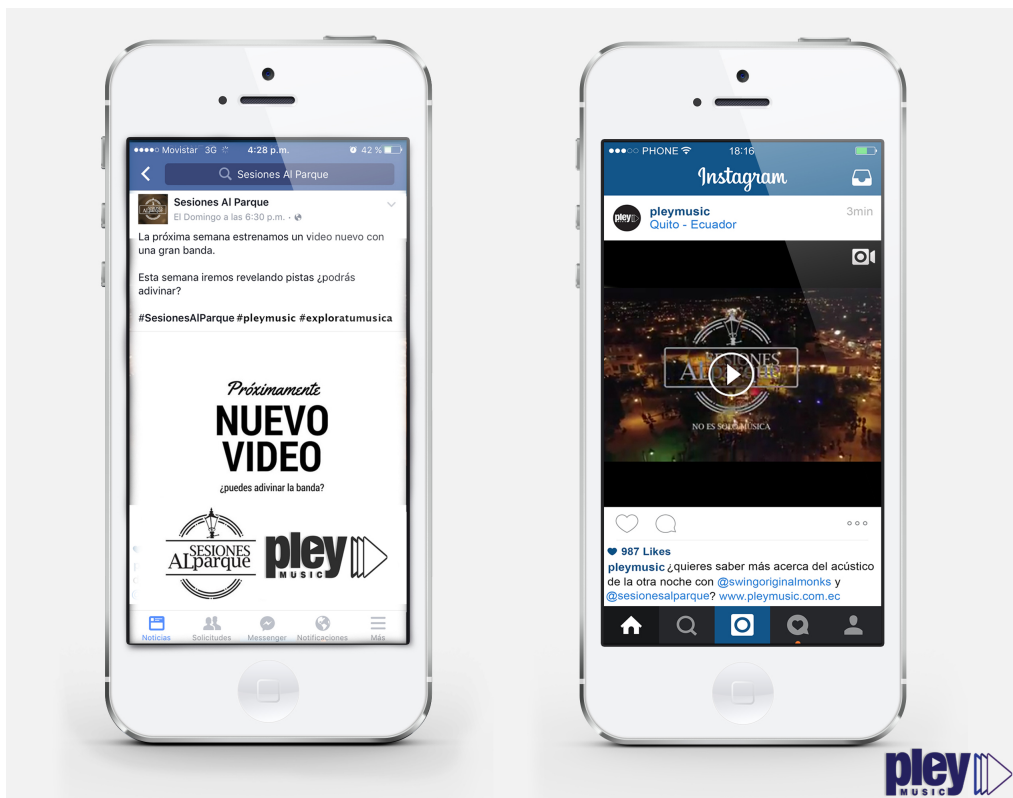 Movistar 3G 4:28 p.m. 42 %
Sesiones Al Parque
Sesiones Al Parque
El Domingo a las 6:30 p.m. ·
La próxima semana estrenamos un video nuevo con
una gran banda.
Esta semana iremos revelando pistas ¿podrás
adivinar?
#SesionesAlParque #pleymusic #exploratumusica
Próximamente
NUEVO
VIDEO
¿puedes adivinar la banda?
SESIONES
ALparque
pley
MUSIC
Noticias Solicitudes Messenger Notificaciones Más
PHONE 18:16
Instagram
pley
pleymusic 3min
Quito - Ecuador
SESIONES
ALparque
NO ES SOLO MÚSICA
987 Likes
pleymusic ¿quieres saber más acerca del acústico
de la otra noche con @swingoriginalmonks y
@sesionesalparque? www.pleymusic.com.ec
pley
MUSIC